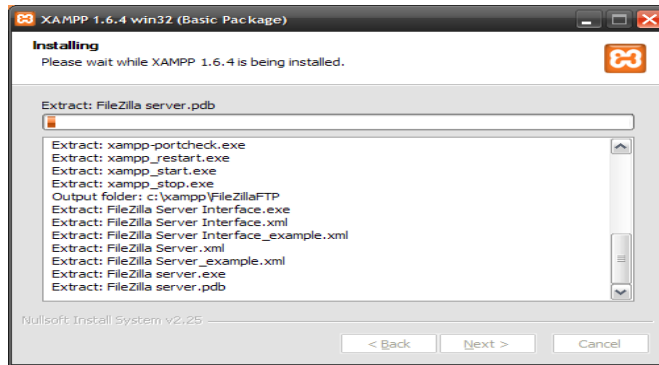 XAMPP 1.6.4 win32 (Basic Package)
Installing
Please wait while XAMPP 1.6.4 is being installed.
Extract: FileZilla server.pdb
Extract: xampp-portcheck.exe
Extract: xampp_restart.exe
Extract: xampp_start.exe
Extract: xampp_stop.exe
Output folder: c:\xampp\FileZillaFTP
Extract: FileZilla Server Interface.exe
Extract: FileZilla Server Interface.xml
Extract: FileZilla Server Interface_example.xml
Extract: FileZilla Server.xml
Extract: FileZilla Server_example.xml
Extract: FileZilla server.exe
Extract: FileZilla server.pdb
Nullsoft Install System v2.25
< Back Next > Cancel